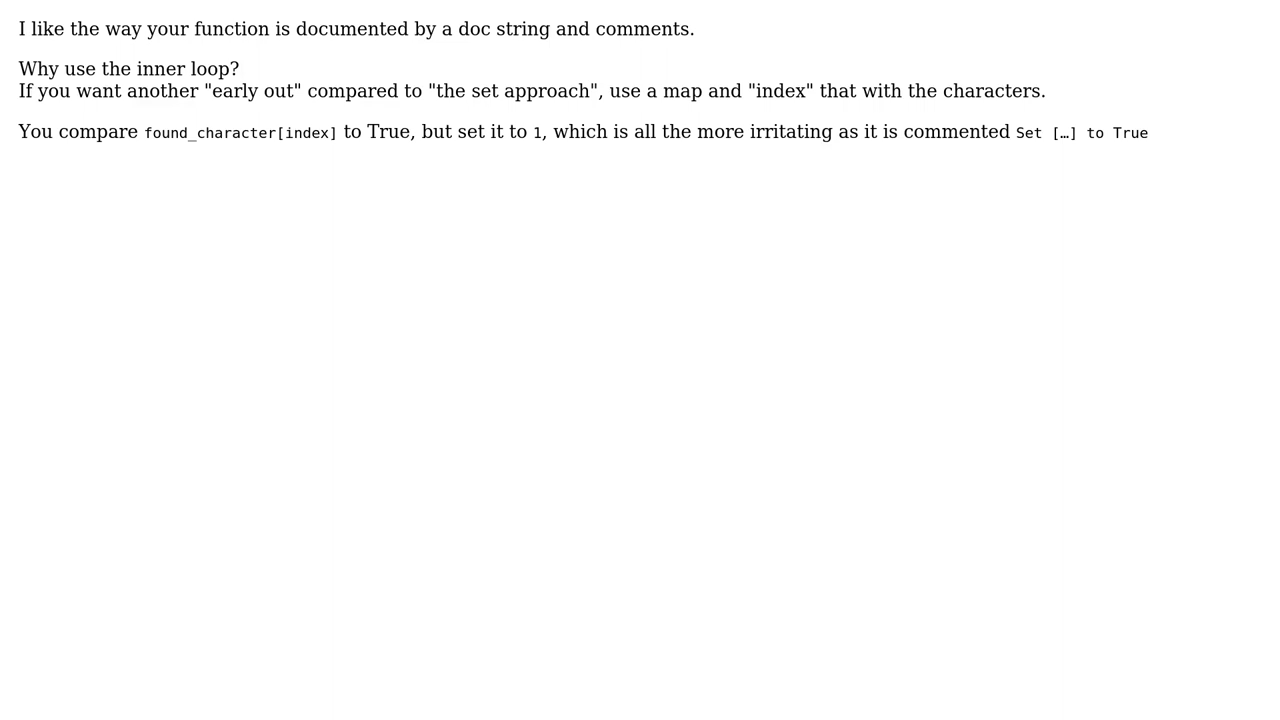 I like the way your function is documented by a doc string and comments.
Why use the inner loop?
If you want another "early out" compared to "the set approach", use a map and "index" that with the characters.
You compare found_character[index] to True, but set it to 1, which is all the more irritating as it is commented Set […] to True